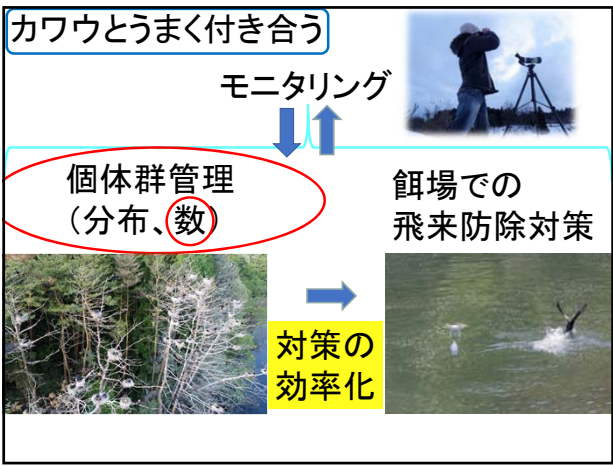 カワウとうまく付き合う
モニタリング
個体群管理
（分布、数）
餌場での
飛来防除対策
対策の
効率化